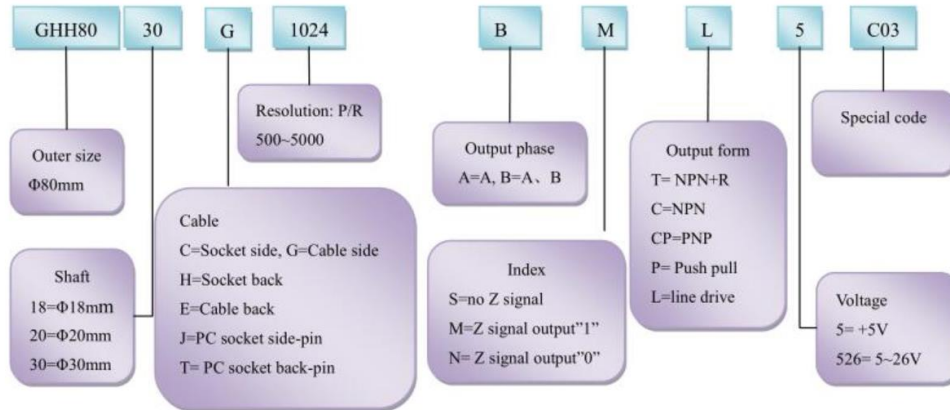 GHH80 30 G 1024 B M L 5 C03
Outer size
Φ80mm
Shaft
18=Φ18mm
20=Φ20mm
30=Φ30mm
Resolution: P/R
500~5000
Cable
C=Socket side, G=Cable side
H=Socket back
E=Cable back
J=PC socket side-pin
T= PC socket back-pin
Output phase
A=A, B=A、B
Index
S=no Z signal
M=Z signal output”1”
N= Z signal output”0”
Output form
T= NPN+R
C=NPN
CP=PNP
P= Push pull
L=line drive
Special code
Voltage
5= +5V
526= 5~26V